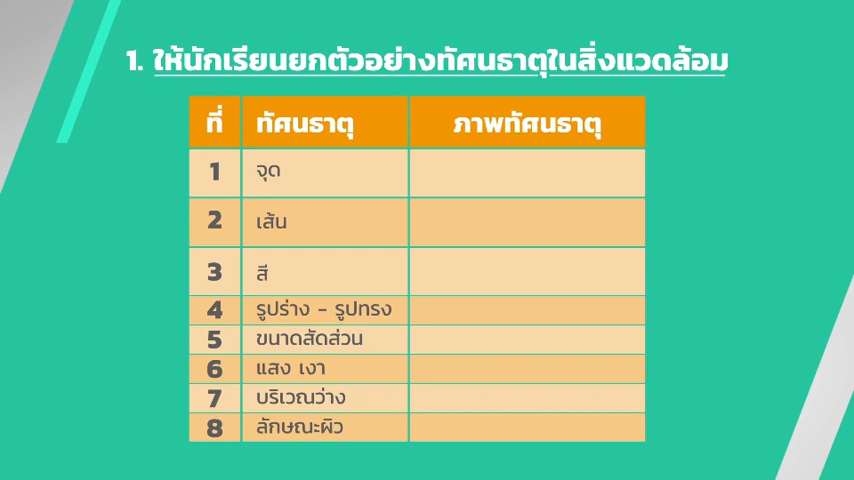 1. ให้นักเรียนยกตัวอย่างทัศนธาตุในสิ่งแวดล้อม
ที่ ทัศนธาตุ ภาพทัศนธาตุ
1 จุด
2 เส้น
3 สี
4 รูปร่าง - รูปทรง
5 ขนาดสัดส่วน
6 แสง เงา
7 บริเวณว่าง
8 ลักษณะผิว